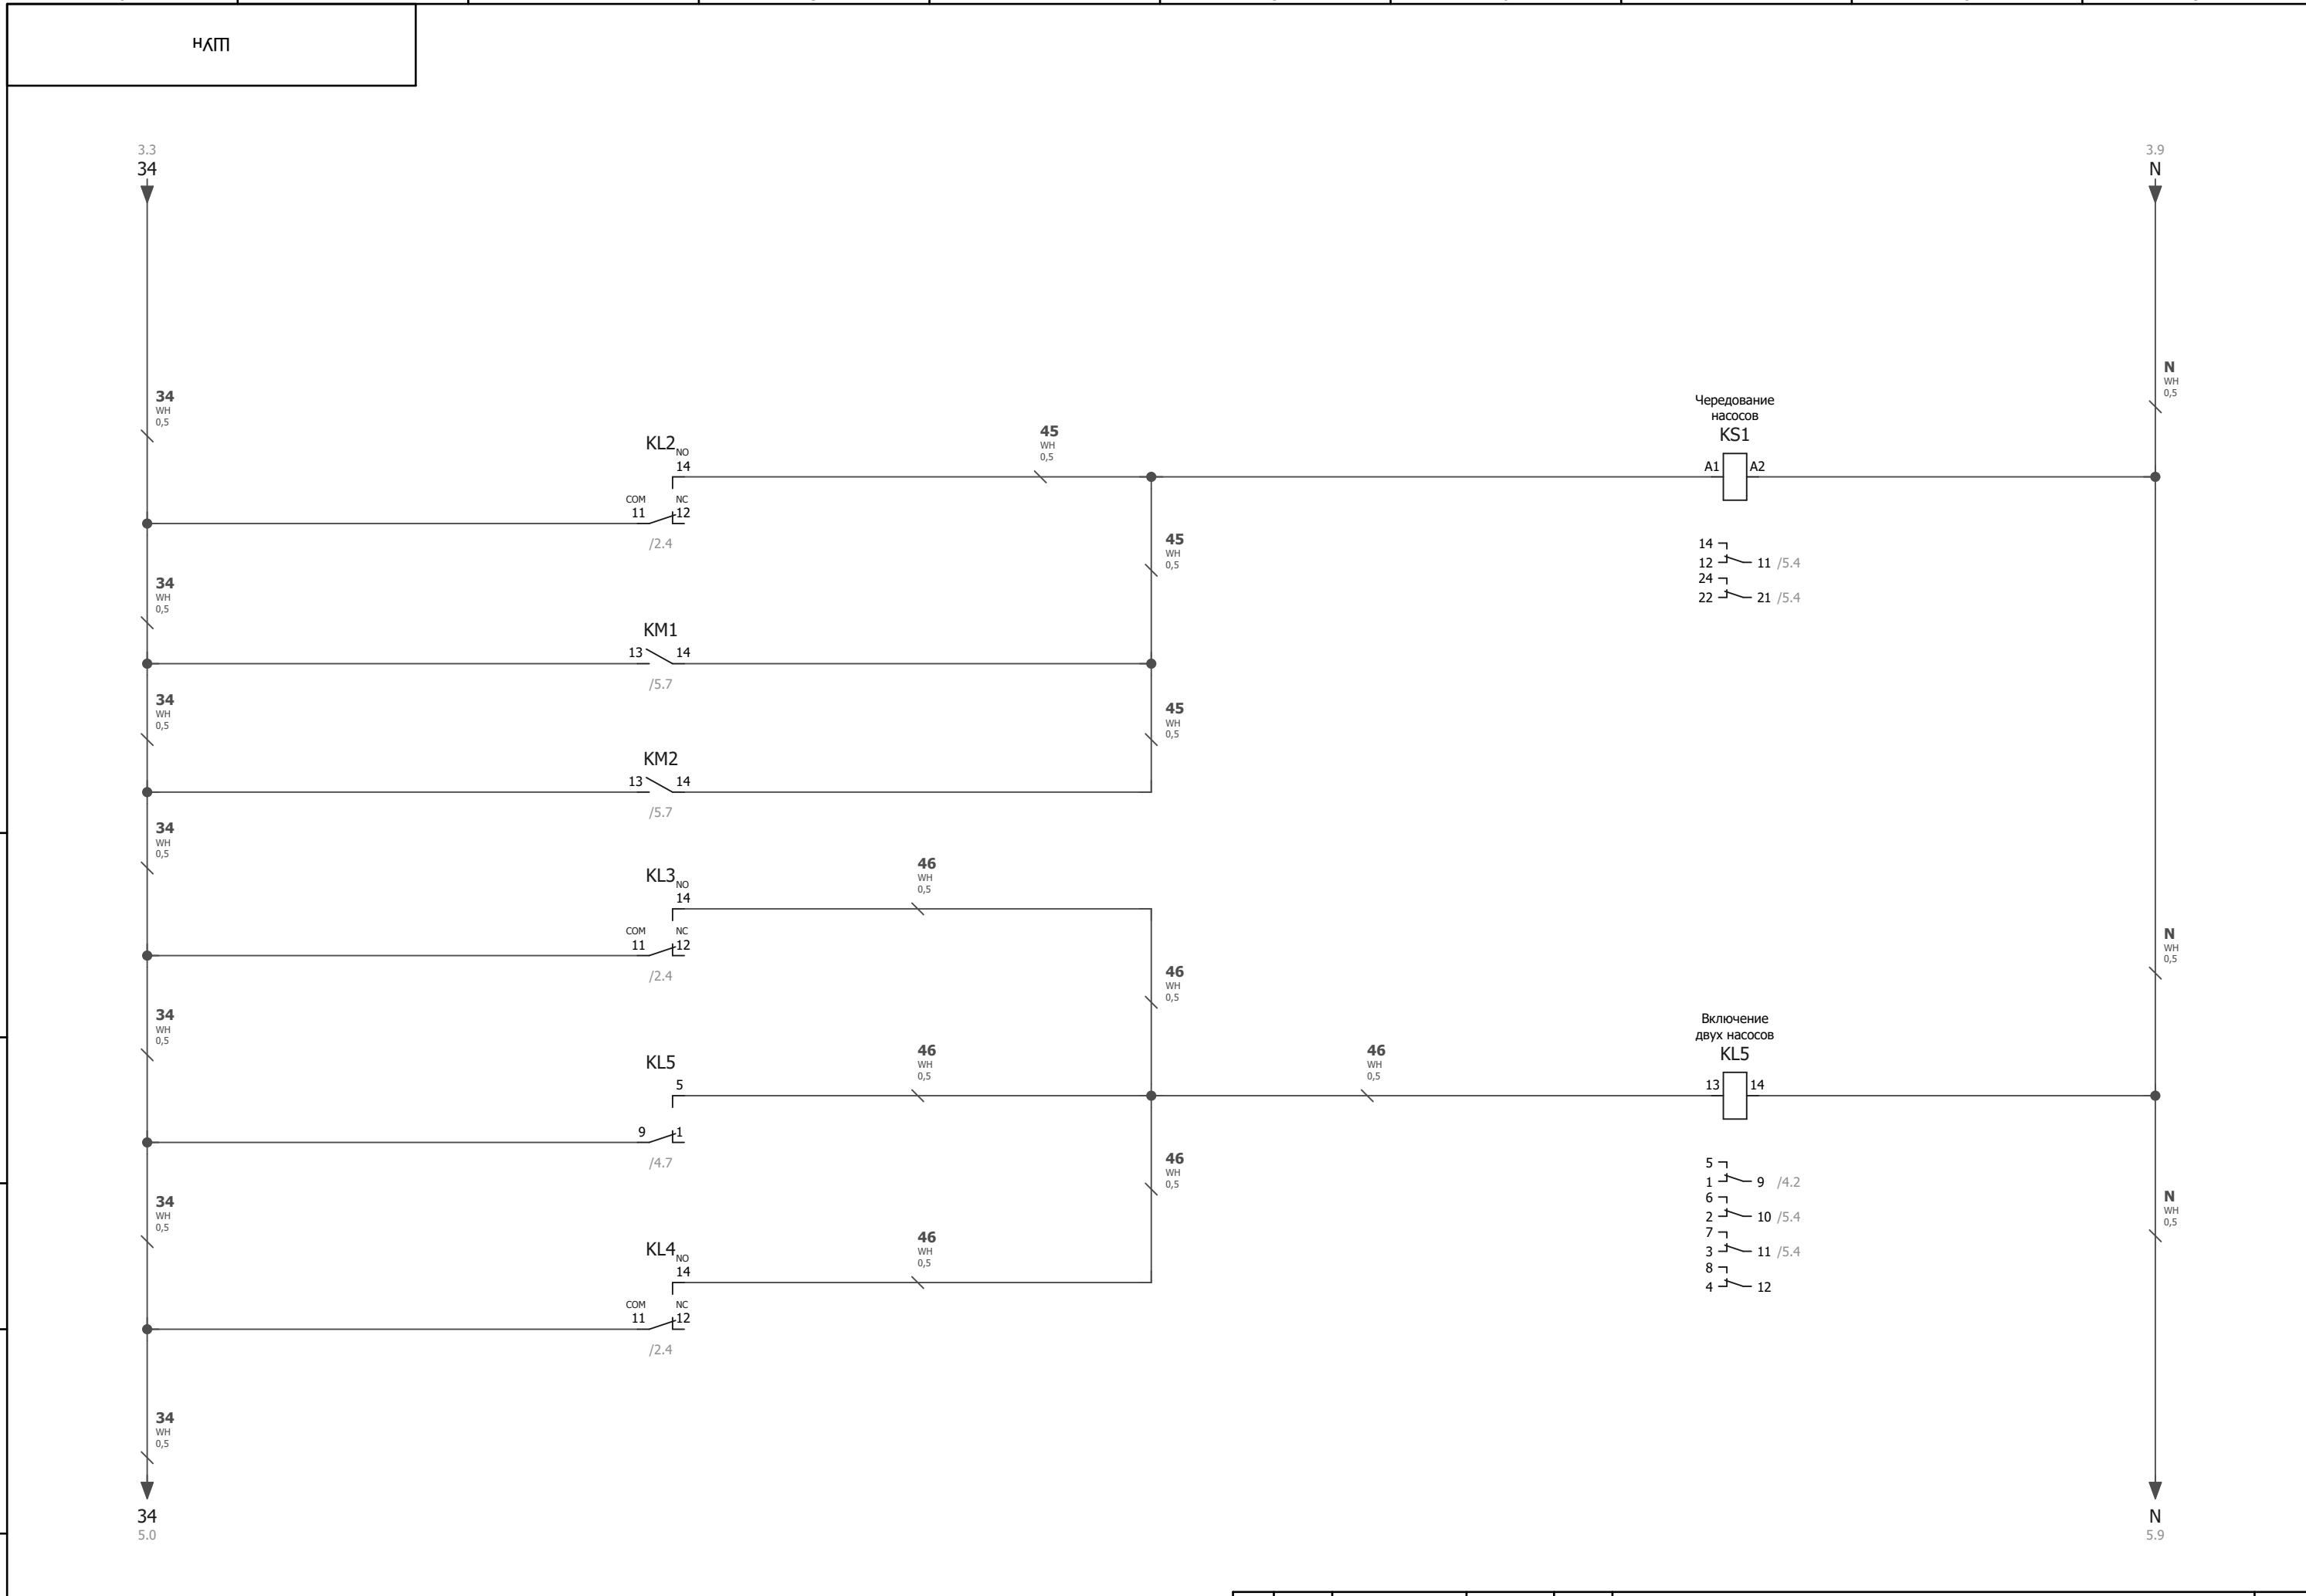 ШУН
3.3
34
3.9
N
34
WH
0,5
N
WH
0,5
KL2
NO
14
COM
11
NC
12
/2.4
45
WH
0,5
Чередование
насосов
KS1
A1
A2
45
WH
0,5
14
12
11 /5.4
24
22
21 /5.4
34
WH
0,5
KM1
13
14
/5.7
34
WH
0,5
45
WH
0,5
KM2
13
14
/5.7
34
WH
0,5
KL3
NO
14
COM
11
NC
12
/2.4
46
WH
0,5
46
WH
0,5
N
WH
0,5
34
WH
0,5
KL5
5
9
1
/4.7
46
WH
0,5
46
WH
0,5
Включение
двух насосов
KL5
13
14
46
WH
0,5
5
1
9 /4.2
6
2
10 /5.4
7
3
11 /5.4
8
4
12
34
WH
0,5
N
WH
0,5
KL4
NO
14
COM
11
NC
12
/2.4
46
WH
0,5
34
WH
0,5
34
5.0
N
5.9